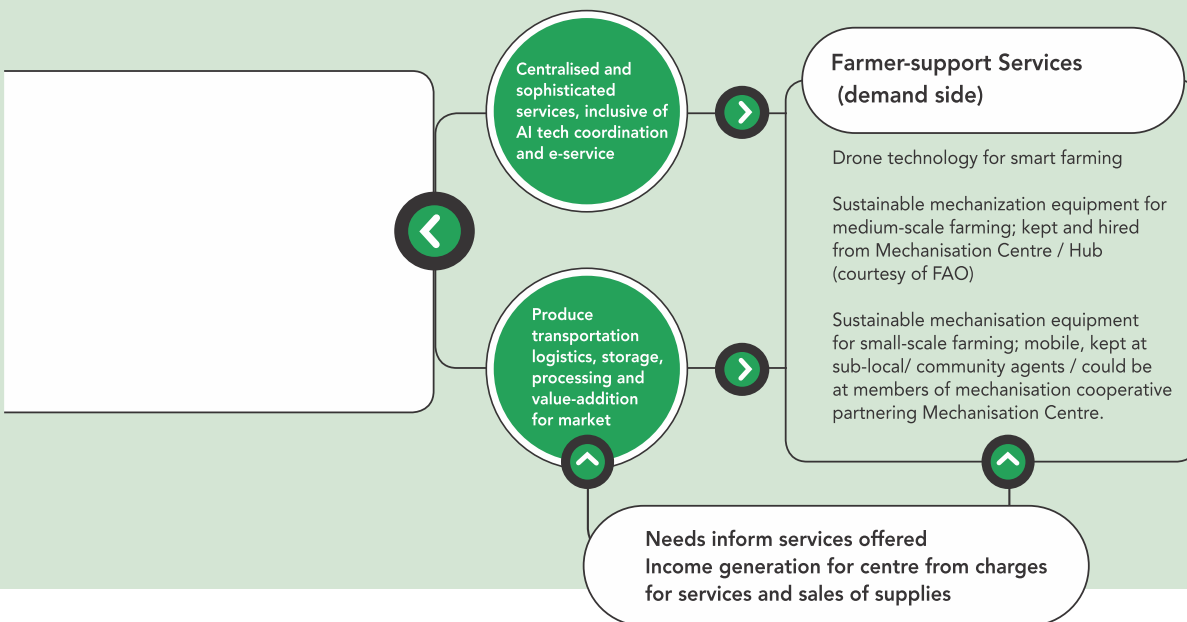 Centralised and
sophisticated
services, inclusive of
AI tech coordination
and e-service
Produce
transportation
logistics, storage,
processing and
value-addition
for market
Farmer-support Services
(demand side)
Drone technology for smart farming
Sustainable mechanization equipment for
medium-scale farming; kept and hired
from Mechanisation Centre / Hub
(courtesy of FAO)
Sustainable mechanisation equipment
for small-scale farming; mobile, kept at
sub-local/ community agents / could be
at members of mechanisation cooperative
partnering Mechanisation Centre.
Needs inform services offered
Income generation for centre from charges
for services and sales of supplies